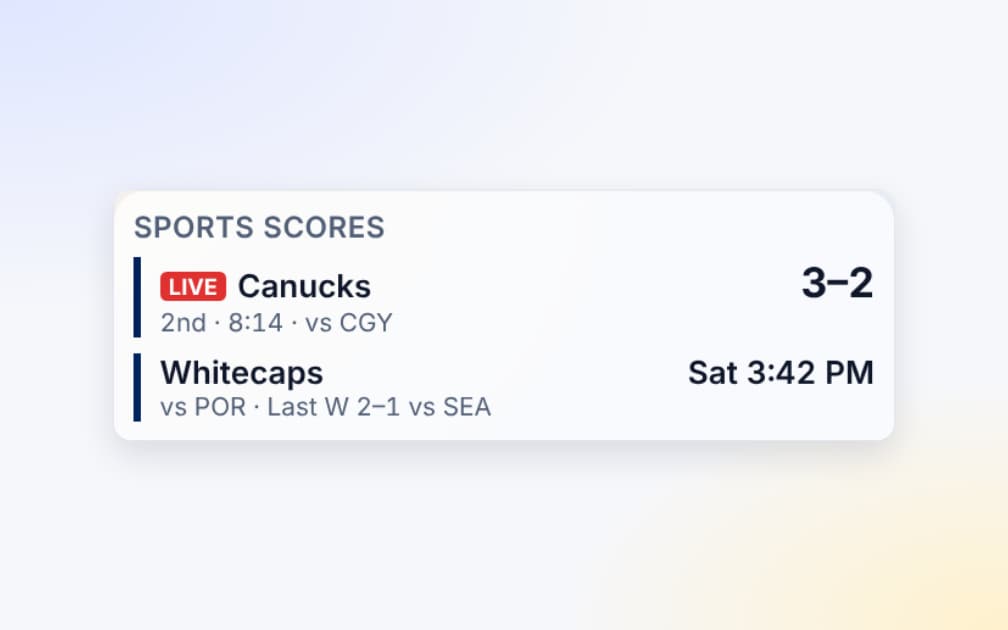 SPORTS SCORES
LIVE Canucks 3–2
2nd · 8:14 · vs CGY
Whitecaps Sat 3:42 PM
vs POR · Last W 2–1 vs SEA